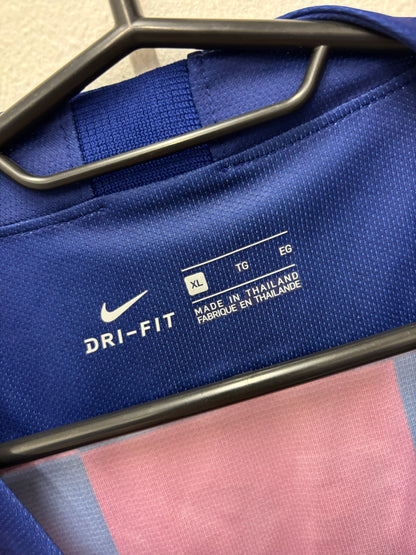 DRI-FIT
XL TG EG
MADE IN THAILAND
FABRIQUE EN THAILANDE